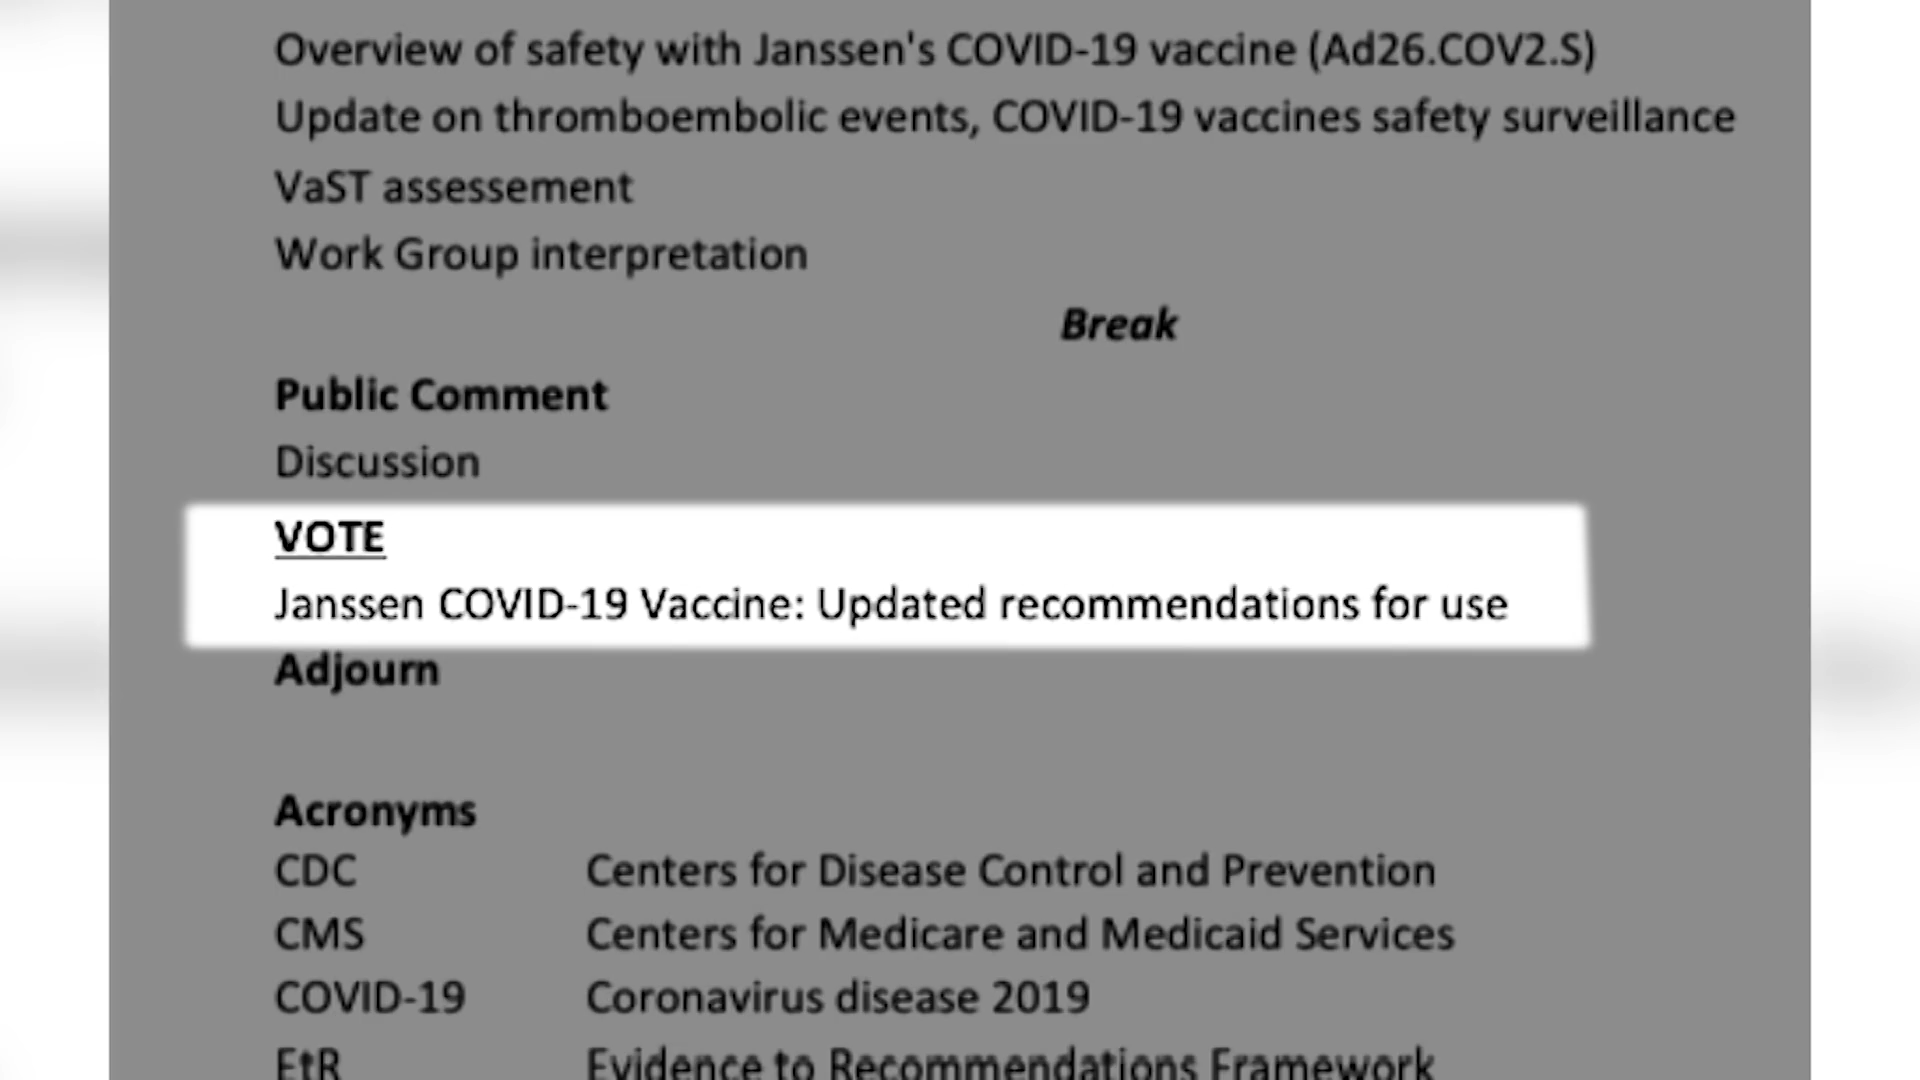 Overview of safety with Janssen's COVID-19 vaccine (Ad26.COV2.S)
Update on thromboembolic events, COVID-19 vaccines safety surveillance
VaST assessement
Work Group interpretation
Break
Public Comment
Discussion
VOTE
Janssen COVID-19 Vaccine: Updated recommendations for use
Adjourn
Acronyms
CDC Centers for Disease Control and Prevention
CMS Centers for Medicare and Medicaid Services
COVID-19 Coronavirus disease 2019
EtR Evidence to Recommendations Framework